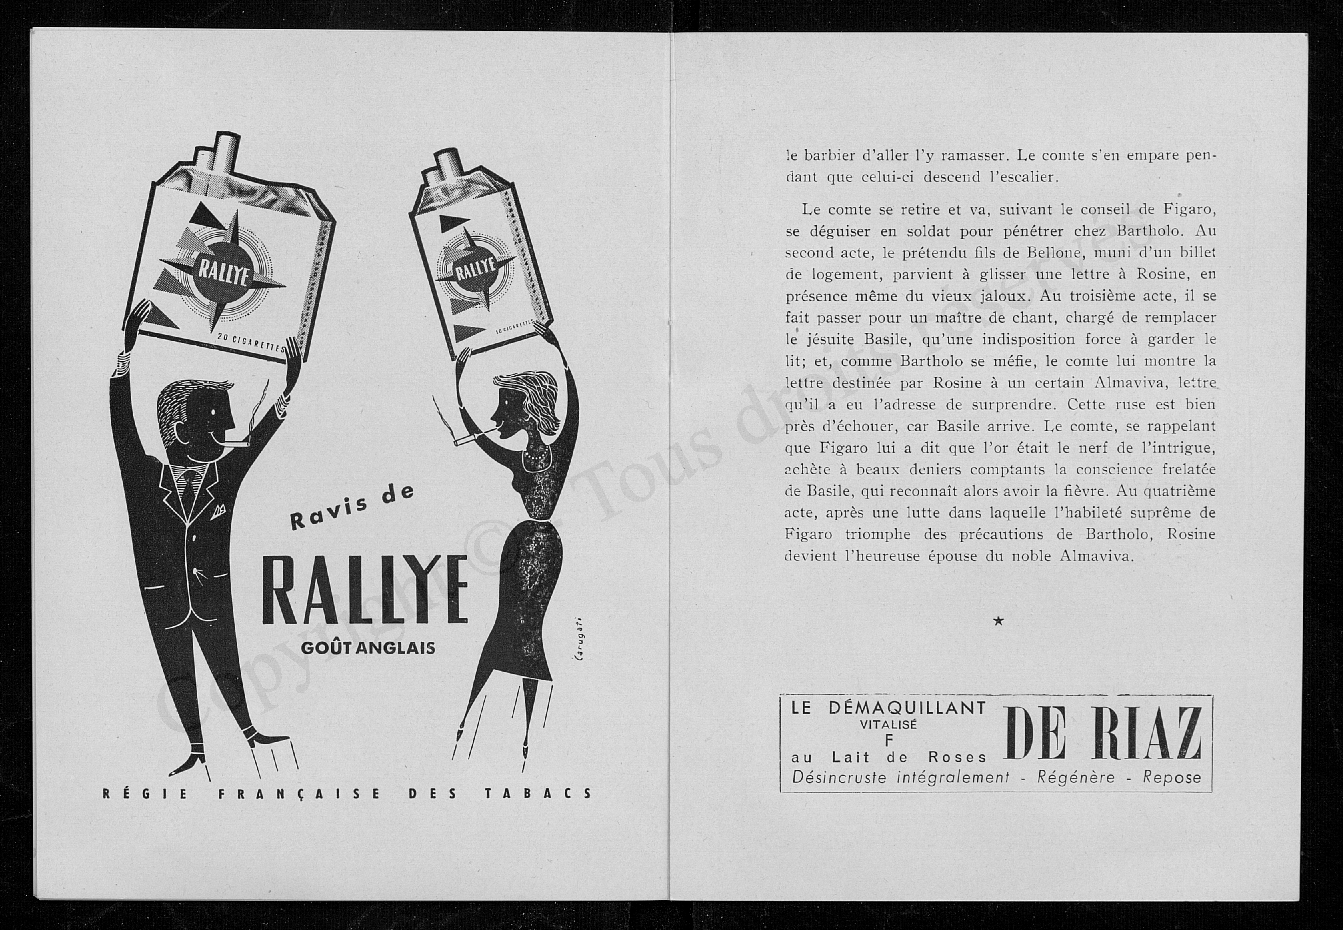 RALLYE
20 CIGARETTES
RALLYE
10 CIGARETTES
Ravis de
RALLYE
GOÛT ANGLAIS
Carugati
RÉGIE FRANÇAISE DES TABACS
le barbier d'aller l'y ramasser. Le comte s'en empare pen-
dant que celui-ci descend l'escalier.
Le comte se retire et va, suivant le conseil de Figaro,
se déguiser en soldat pour pénétrer chez Bartholo. Au
second acte, le prétendu fils de Bellone, muni d'un billet
de logement, parvient à glisser une lettre à Rosine, en
présence même du vieux jaloux. Au troisième acte, il se
fait passer pour un maître de chant, chargé de remplacer
le jésuite Basile, qu'une indisposition force à garder le
lit; et, comme Bartholo se méfie, le comte lui montre la
lettre destinée par Rosine à un certain Almaviva, lettre
qu'il a eu l'adresse de surprendre. Cette ruse est bien
près d'échouer, car Basile arrive. Le comte, se rappelant
que Figaro lui a dit que l'or était le nerf de l'intrigue,
achète à beaux deniers comptants la conscience frelatée
de Basile, qui reconnaît alors avoir la fièvre. Au quatrième
acte, après une lutte dans laquelle l'habileté suprême de
Figaro triomphe des précautions de Bartholo, Rosine
devient l'heureuse épouse du noble Almaviva.
LE DÉMAQUILLANT
VITALISÉ
F
au Lait de Roses
DE RIAZ
Désincruste intégralement - Régénère - Repose
Copyright © - Tous droits réservés